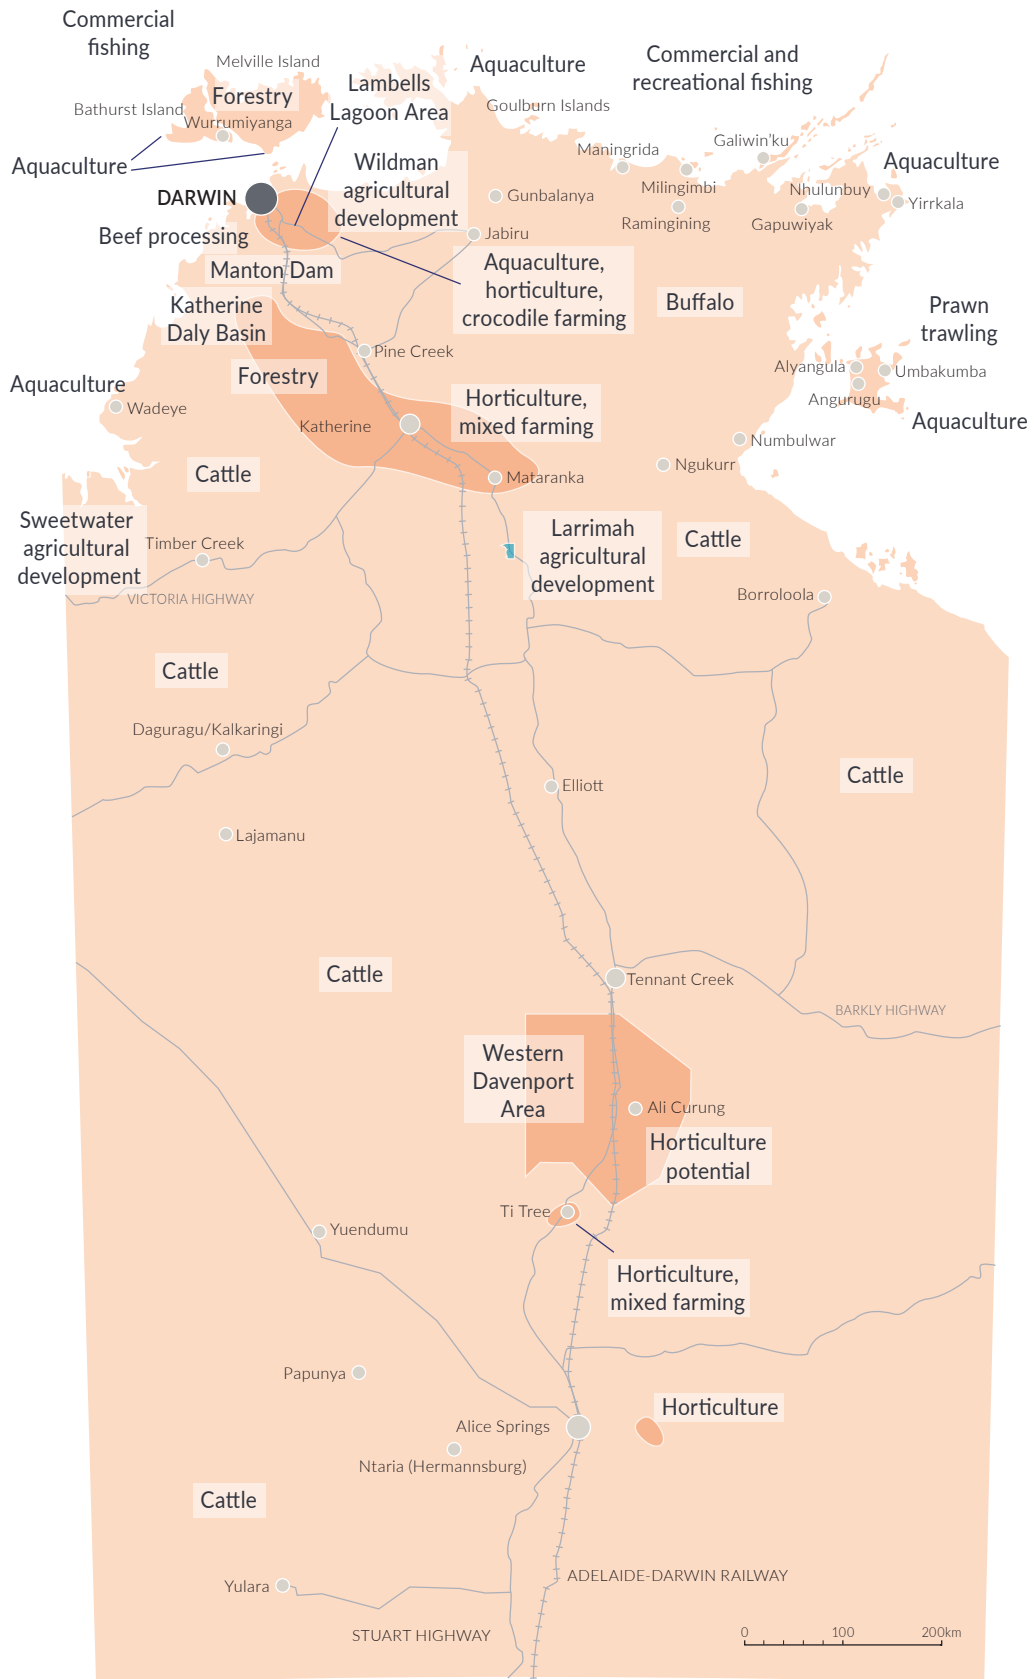 Commercial
fishing
Melville Island
Commercial and
recreational fishing
Aquaculture
Lambells
Lagoon Area
Forestry
Bathurst Island
Wurrumiyanga
Goulburn Islands
Maningrida
Galiwin’ku
Aquaculture
Aquaculture
Wildman
agricultural
development
Milingimbi
Nhulunbuy
Yirrkala
DARWIN
Gunbalanya
Ramingining
Gapuwiyak
Beef processing
Jabiru
Manton Dam
Aquaculture,
horticulture,
crocodile farming
Buffalo
Katherine
Daly Basin
Prawn
trawling
Pine Creek
Forestry
Alyangula
Umbakumba
Angurugu
Aquaculture
Wadeye
Horticulture,
mixed farming
Aquaculture
Katherine
Numbulwar
Ngukurr
Cattle
Mataranka
Sweetwater
agricultural
development
Timber Creek
Larrimah
agricultural
development
Cattle
VICTORIA HIGHWAY
Borroloola
Cattle
Daguragu/Kalkaringi
Cattle
Elliott
Lajamanu
Cattle
Tennant Creek
BARKLY HIGHWAY
Western
Davenport
Area
Ali Curung
Horticulture
potential
Ti Tree
Yuendumu
Horticulture,
mixed farming
Papunya
Horticulture
Alice Springs
Ntaria (Hermannsburg)
Cattle
Yulara
ADELAIDE-DARWIN RAILWAY
STUART HIGHWAY
0 100 200km